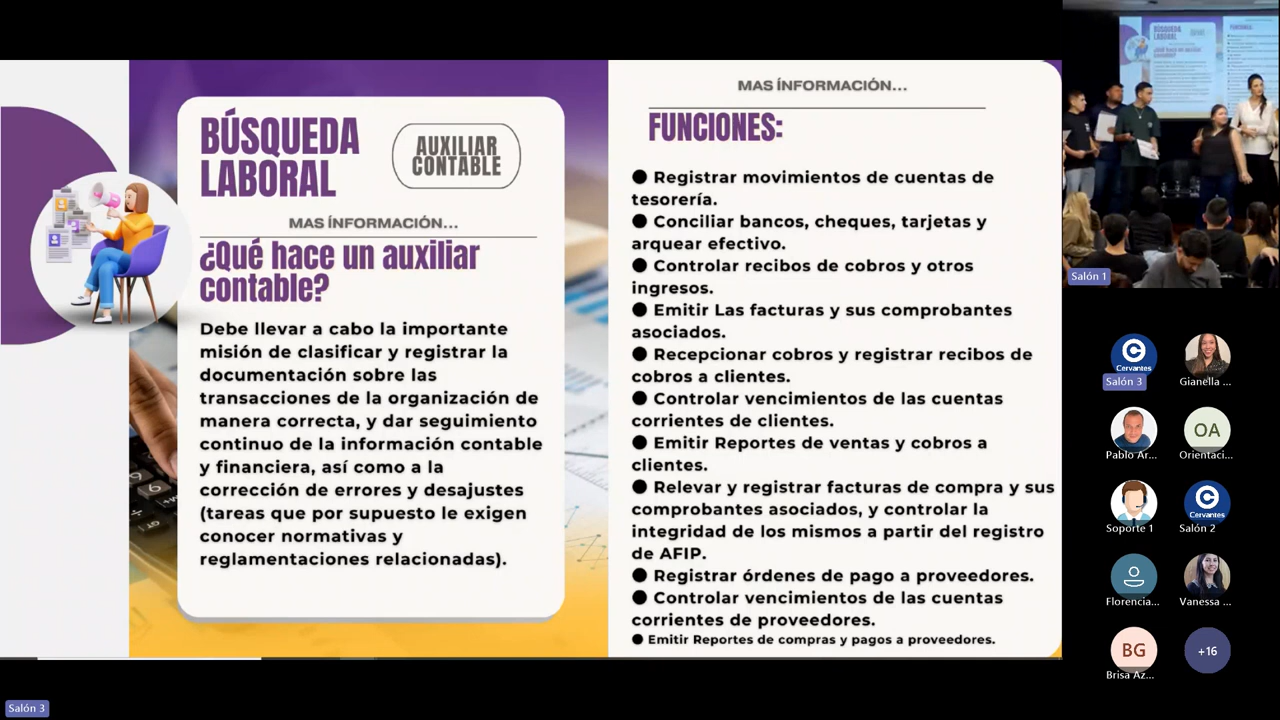 BÚSQUEDA
LABORAL
AUXILIAR
CONTABLE
MAS ÍNFORMACIÓN...
¿Qué hace un auxiliar
contable?
Debe llevar a cabo la importante
misión de clasificar y registrar la
documentación sobre las
transacciones de la organización de
manera correcta, y dar seguimiento
continuo de la información contable
y financiera, así como a la
corrección de errores y desajustes
(tareas que por supuesto le exigen
conocer normativas y
reglamentaciones relacionadas).
MAS ÍNFORMACIÓN...
FUNCIONES:
● Registrar movimientos de cuentas de
tesorería.
● Conciliar bancos, cheques, tarjetas y
arquear efectivo.
● Controlar recibos de cobros y otros
ingresos.
● Emitir Las facturas y sus comprobantes
asociados.
● Recepcionar cobros y registrar recibos de
cobros a clientes.
● Controlar vencimientos de las cuentas
corrientes de clientes.
● Emitir Reportes de ventas y cobros a
clientes.
● Relevar y registrar facturas de compra y sus
comprobantes asociados, y controlar la
integridad de los mismos a partir del registro
de AFIP.
● Registrar órdenes de pago a proveedores.
● Controlar vencimientos de las cuentas
corrientes de proveedores.
● Emitir Reportes de compras y pagos a proveedores.
BÚSQUEDA
LABORAL
FUNCIONES:
¿Qué hace un auxiliar
contable?
Salón 1
Cervantes
Salón 3
Gianella ...
Pablo Ar...
OA
Orientaci...
Soporte 1
Cervantes
Salón 2
Florencia...
Vanessa ...
BG
Brisa Az...
+16
Salón 3